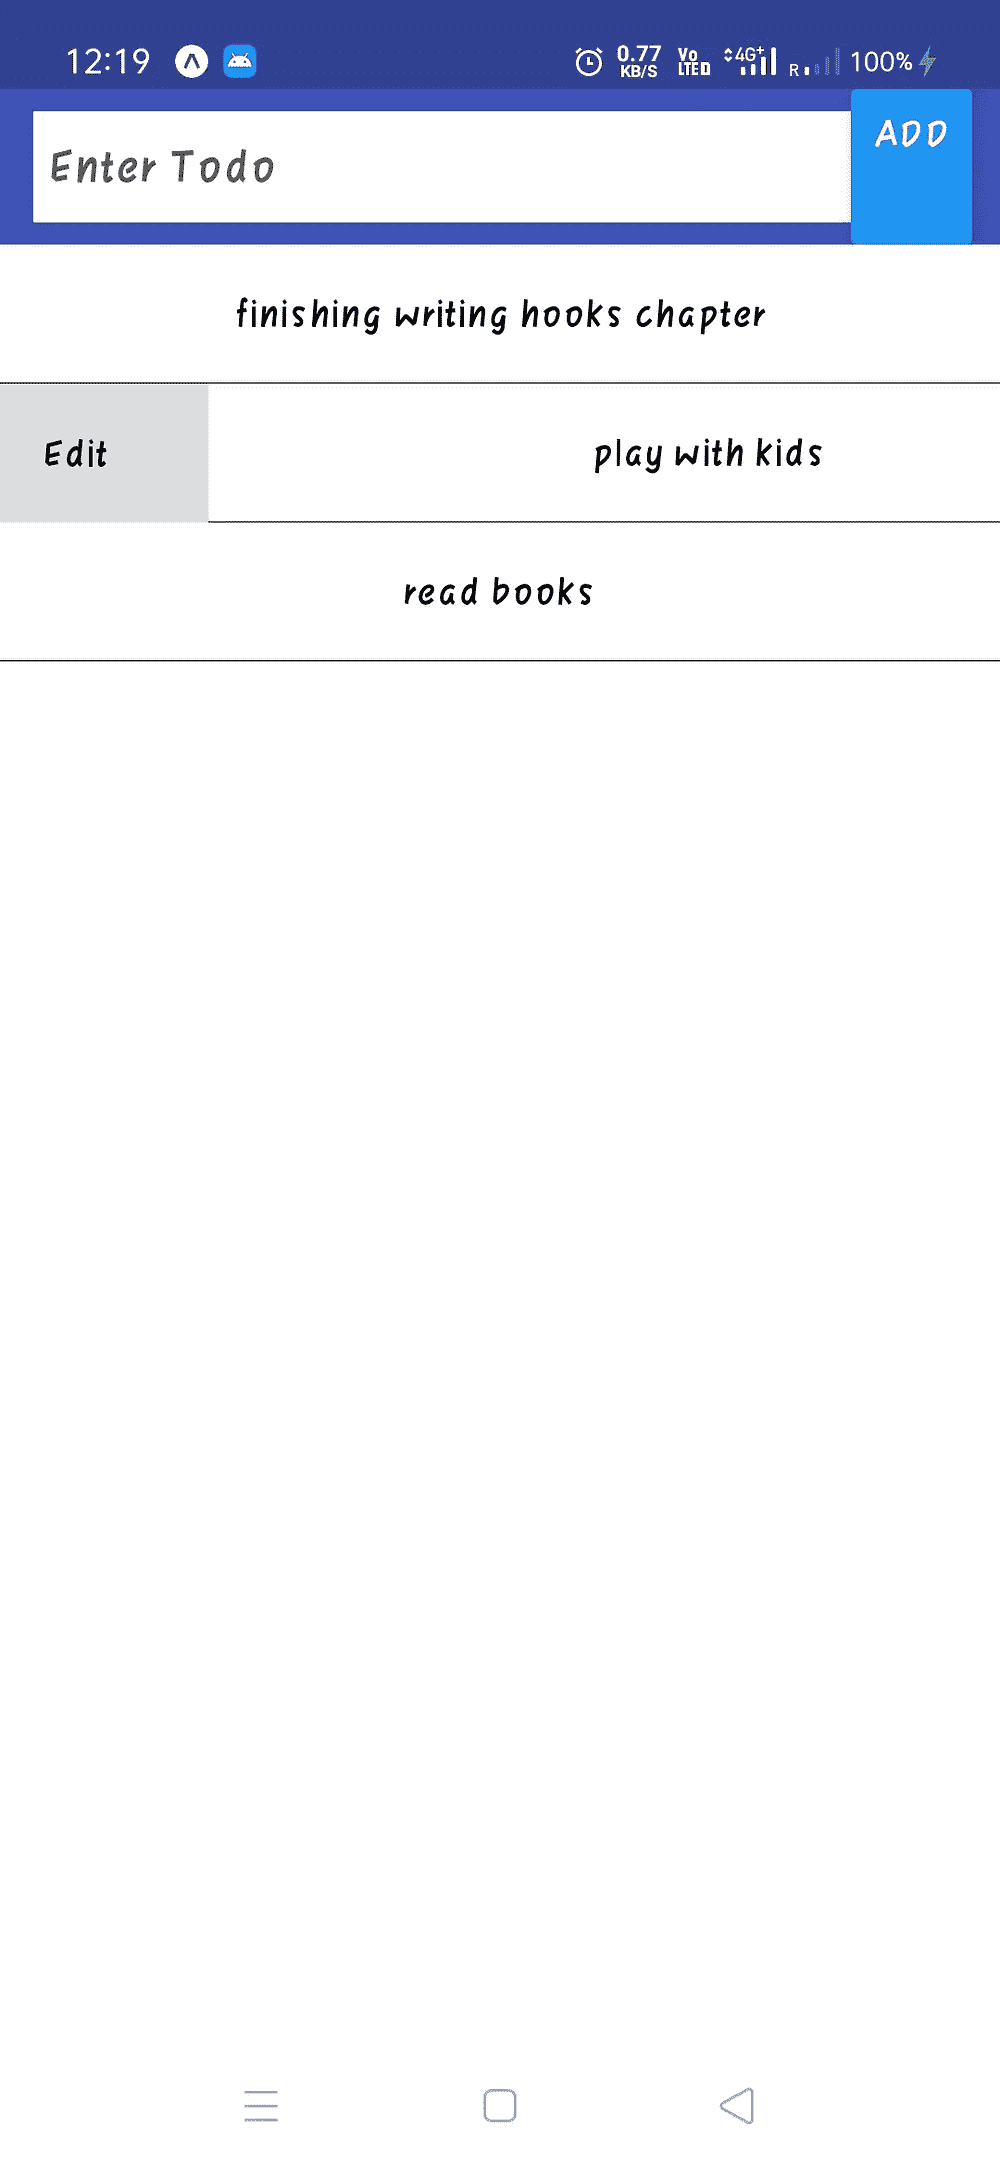 12:19 0.77 KB/S Vo LTED 4G+ R 100%
Enter Todo ADD
finishing writing hooks chapter
Edit play with kids
read books